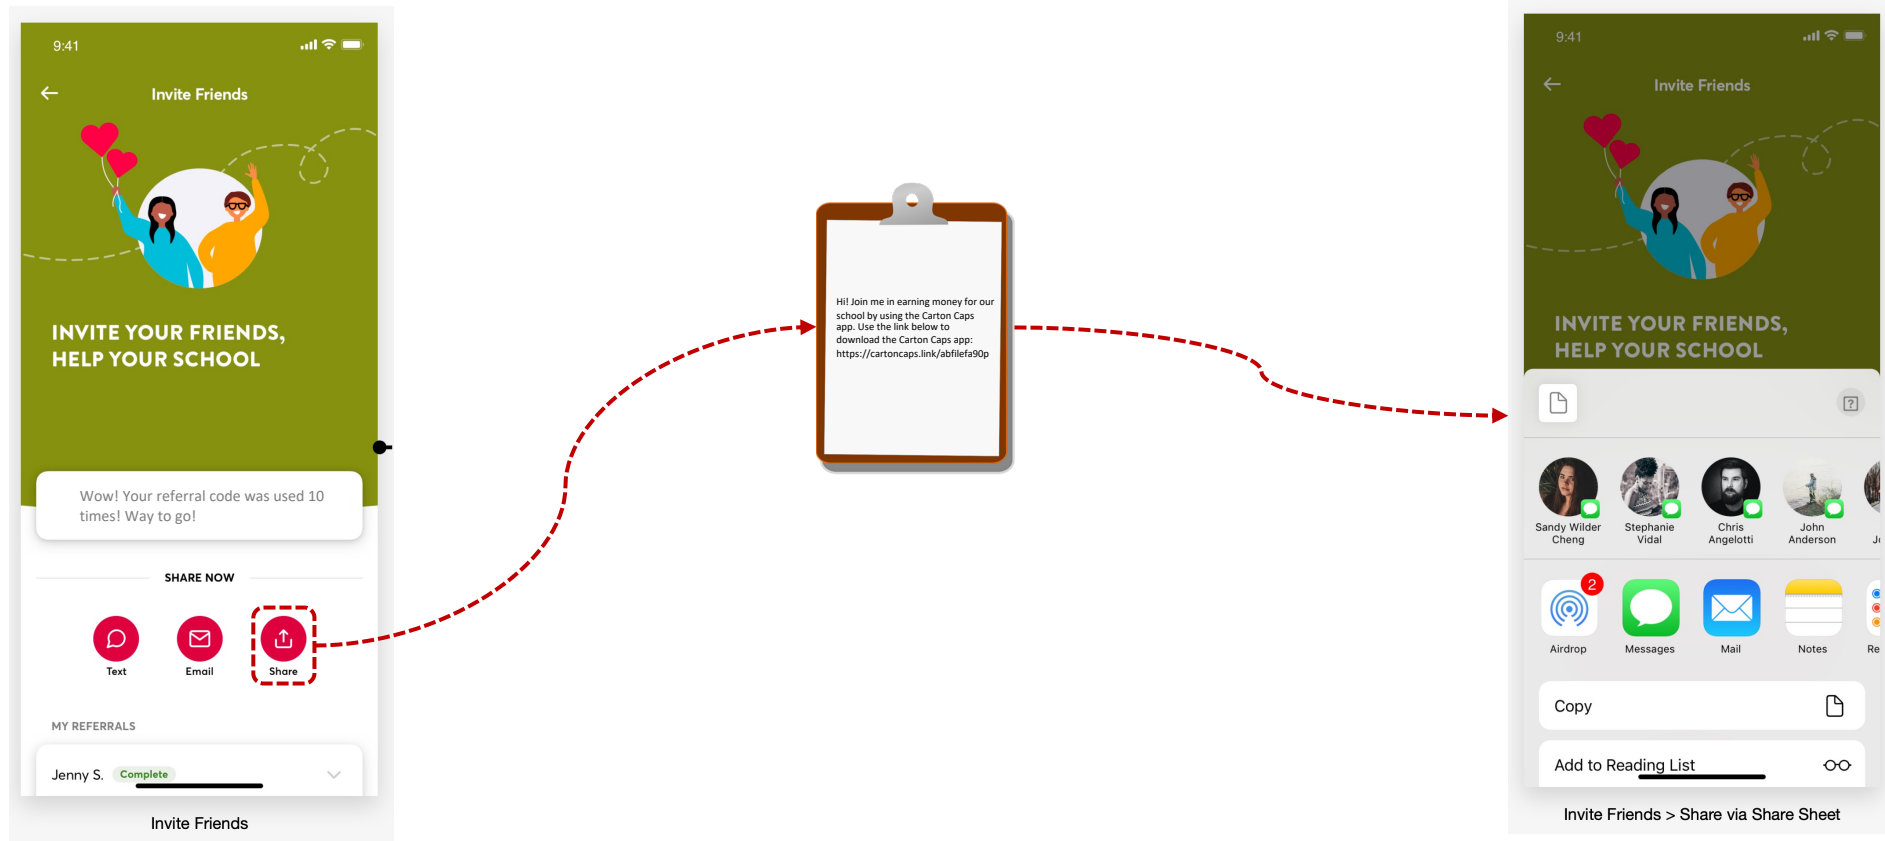 9:41
Invite Friends
INVITE YOUR FRIENDS,
HELP YOUR SCHOOL
Wow! Your referral code was used 10
times! Way to go!
SHARE NOW
Text
Email
Share
MY REFERRALS
Jenny S.
Complete
Invite Friends
Hi! Join me in earning money for our
school by using the Carton Caps
app. Use the link below to
download the Carton Caps app:
https://cartoncaps.link/abfilefa90p
9:41
Invite Friends
INVITE YOUR FRIENDS,
HELP YOUR SCHOOL
?
Sandy Wilder
Cheng
Stephanie
Vidal
Chris
Angelotti
John
Anderson
2
Airdrop
Messages
Mail
Notes
Re
Copy
Add to Reading List
Invite Friends > Share via Share Sheet